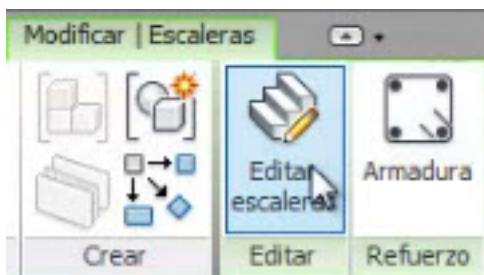 Modificar | Escaleras
Editar
escaleras
Armadura
Crear
Editar
Refuerzo